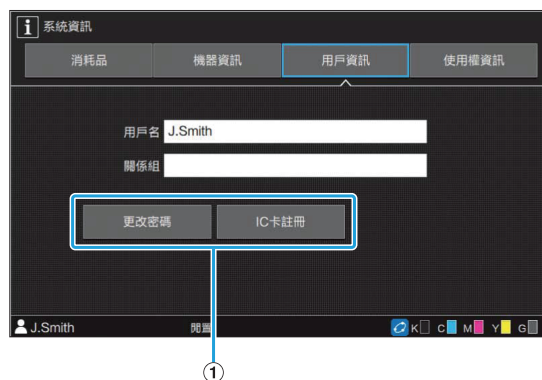 i 系統資訊
消耗品 機器資訊 用戶資訊 使用權資訊
用戶名 J.Smith
關係組
更改密碼 IC卡註冊
J.Smith 閒置 K C M Y G
①